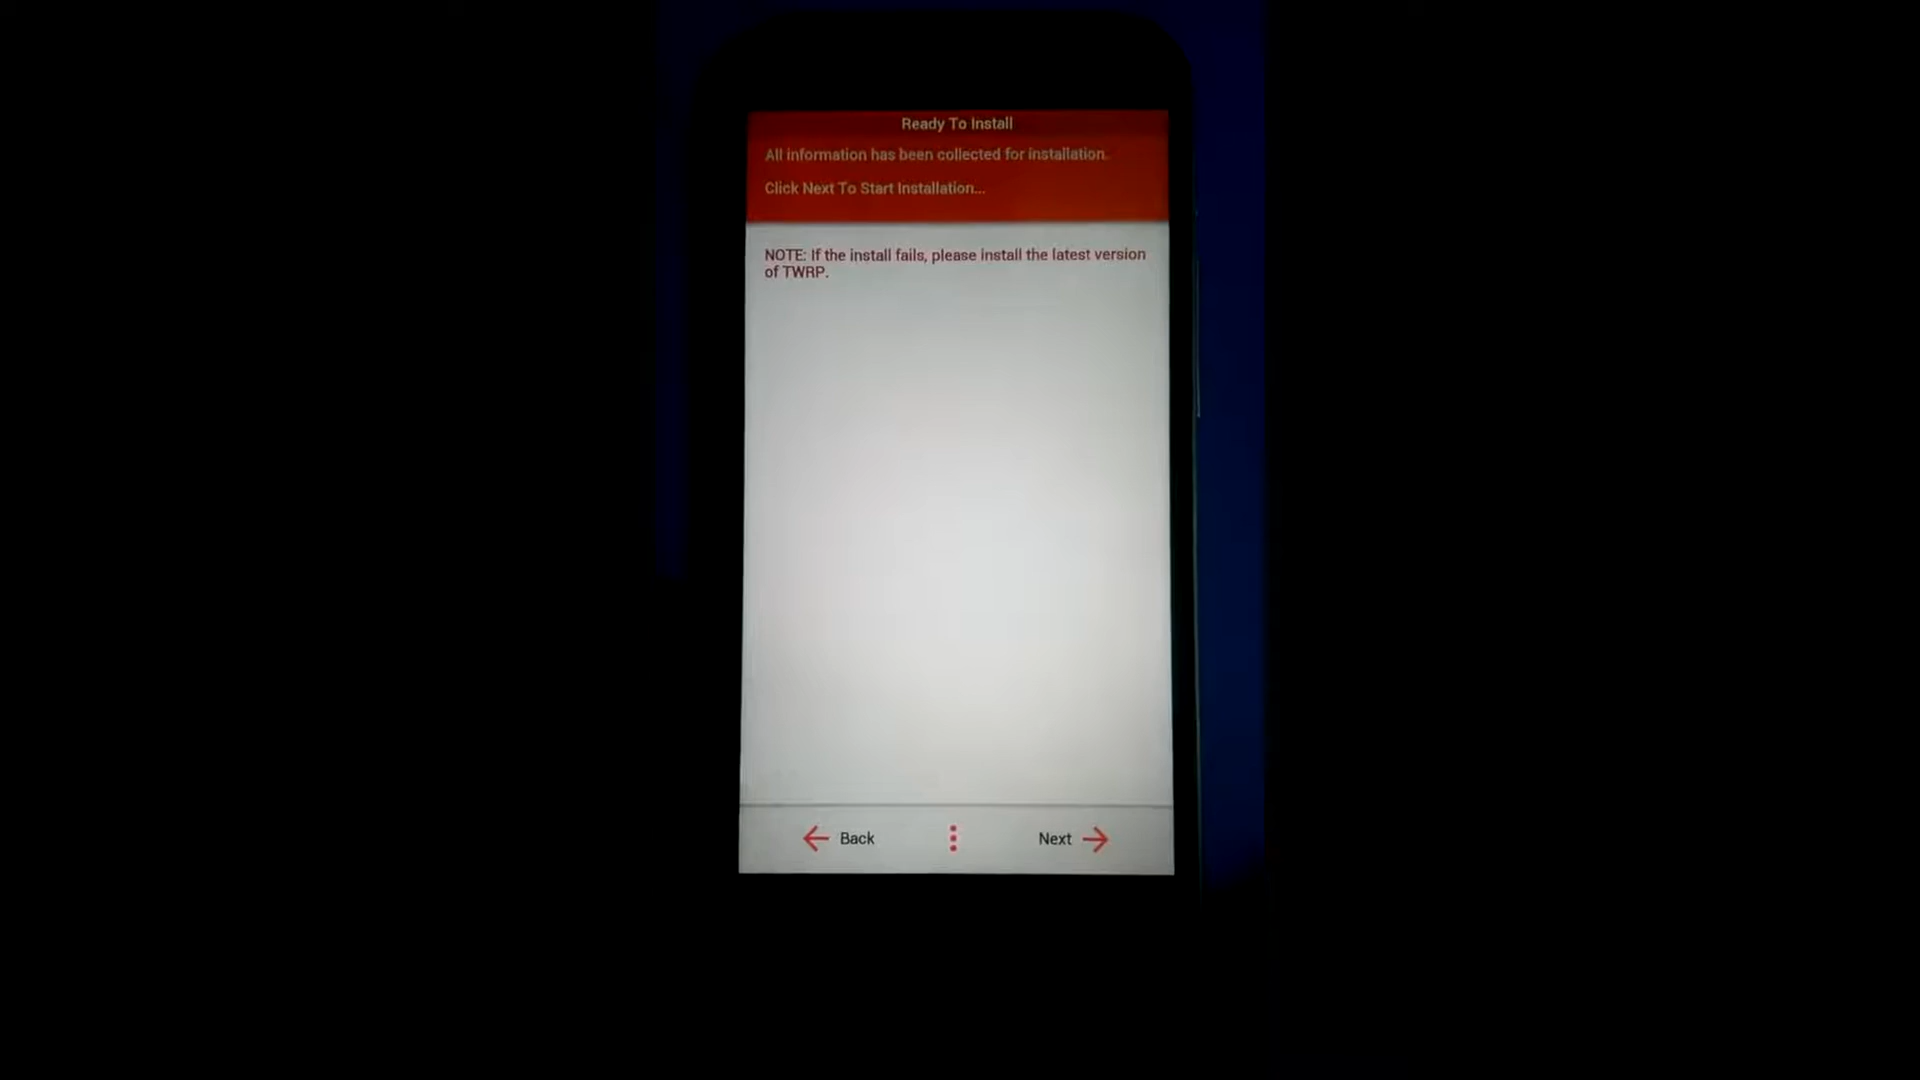 Ready To Install
All information has been collected for installation.
Click Next To Start Installation...
NOTE: If the install fails, please install the latest version
of TWRP.
Back
Next